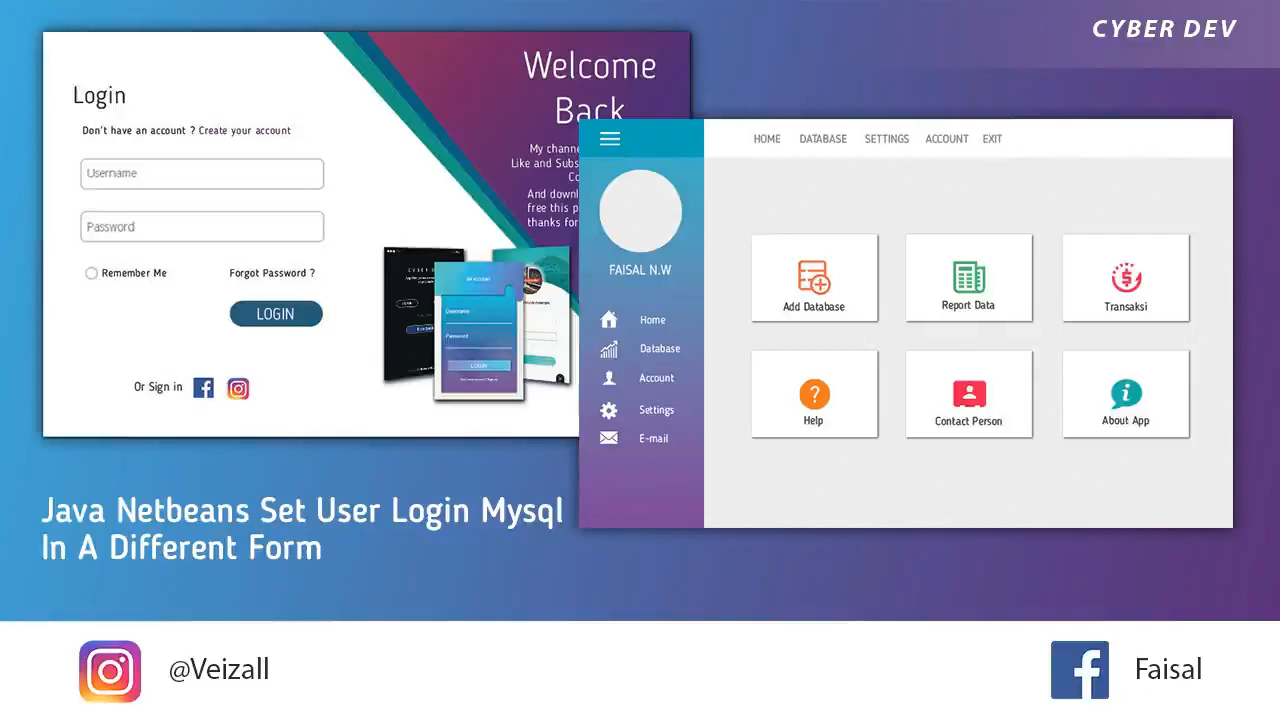 CYBER DEV
Login
Don't have an account ? Create your account
Username
Password
Remember Me
Forgot Password ?
LOGIN
Or Sign in
Welcome
Back
My channe
Like and Subs
Co
And downl
free this p
thanks for
Username
Password
LOGIN
FAISAL N.W
Home
Database
Account
Settings
E-mail
HOME DATABASE SETTINGS ACCOUNT EXIT
Add Database
Report Data
Transaksi
Help
Contact Person
About App
Java Netbeans Set User Login Mysql
In A Different Form
@Veizall
Faisal